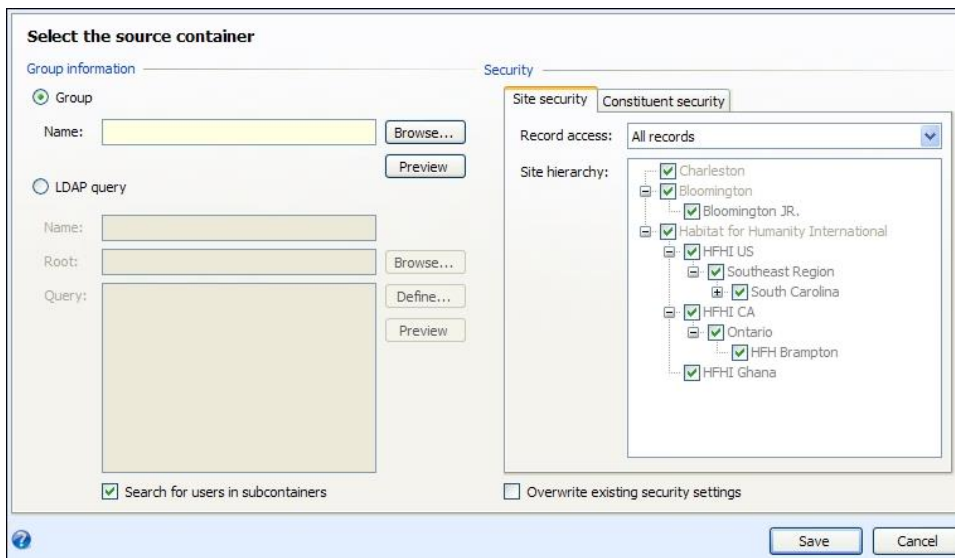 Select the source container
Group information
Group
Name:
Browse...
Preview
LDAP query
Name:
Root:
Browse...
Query:
Define...
Preview
Search for users in subcontainers
Security
Site security
Constituent security
Record access:
All records
Site hierarchy:
Charleston
Bloomington
Bloomington JR.
Habitat for Humanity International
HFHI US
Southeast Region
South Carolina
HFHI CA
Ontario
HFH Brampton
HFHI Ghana
Overwrite existing security settings
?
Save
Cancel